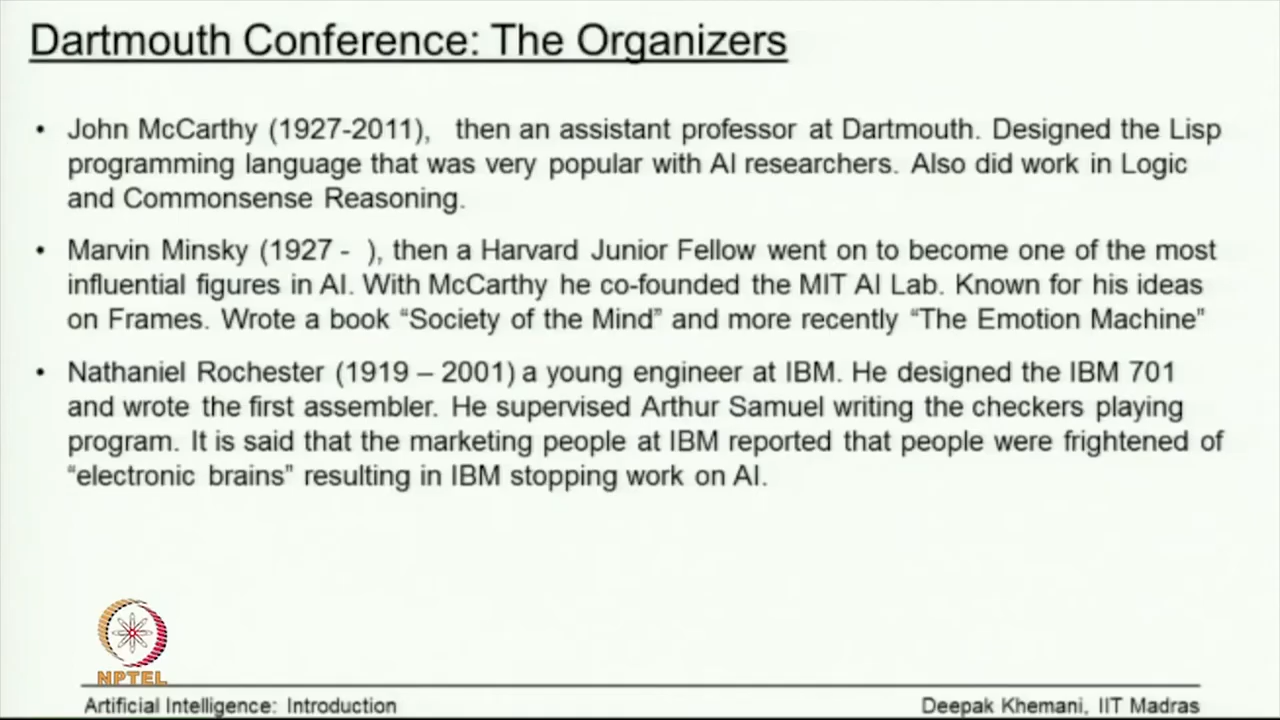 Dartmouth Conference: The Organizers
• John McCarthy (1927-2011), then an assistant professor at Dartmouth. Designed the Lisp
programming language that was very popular with AI researchers. Also did work in Logic
and Commonsense Reasoning.
• Marvin Minsky (1927 - ), then a Harvard Junior Fellow went on to become one of the most
influential figures in AI. With McCarthy he co-founded the MIT AI Lab. Known for his ideas
on Frames. Wrote a book “Society of the Mind” and more recently “The Emotion Machine”
• Nathaniel Rochester (1919 – 2001) a young engineer at IBM. He designed the IBM 701
and wrote the first assembler. He supervised Arthur Samuel writing the checkers playing
program. It is said that the marketing people at IBM reported that people were frightened of
“electronic brains” resulting in IBM stopping work on AI.
NPTEL
Artificial Intelligence: Introduction
Deepak Khemani, IIT Madras